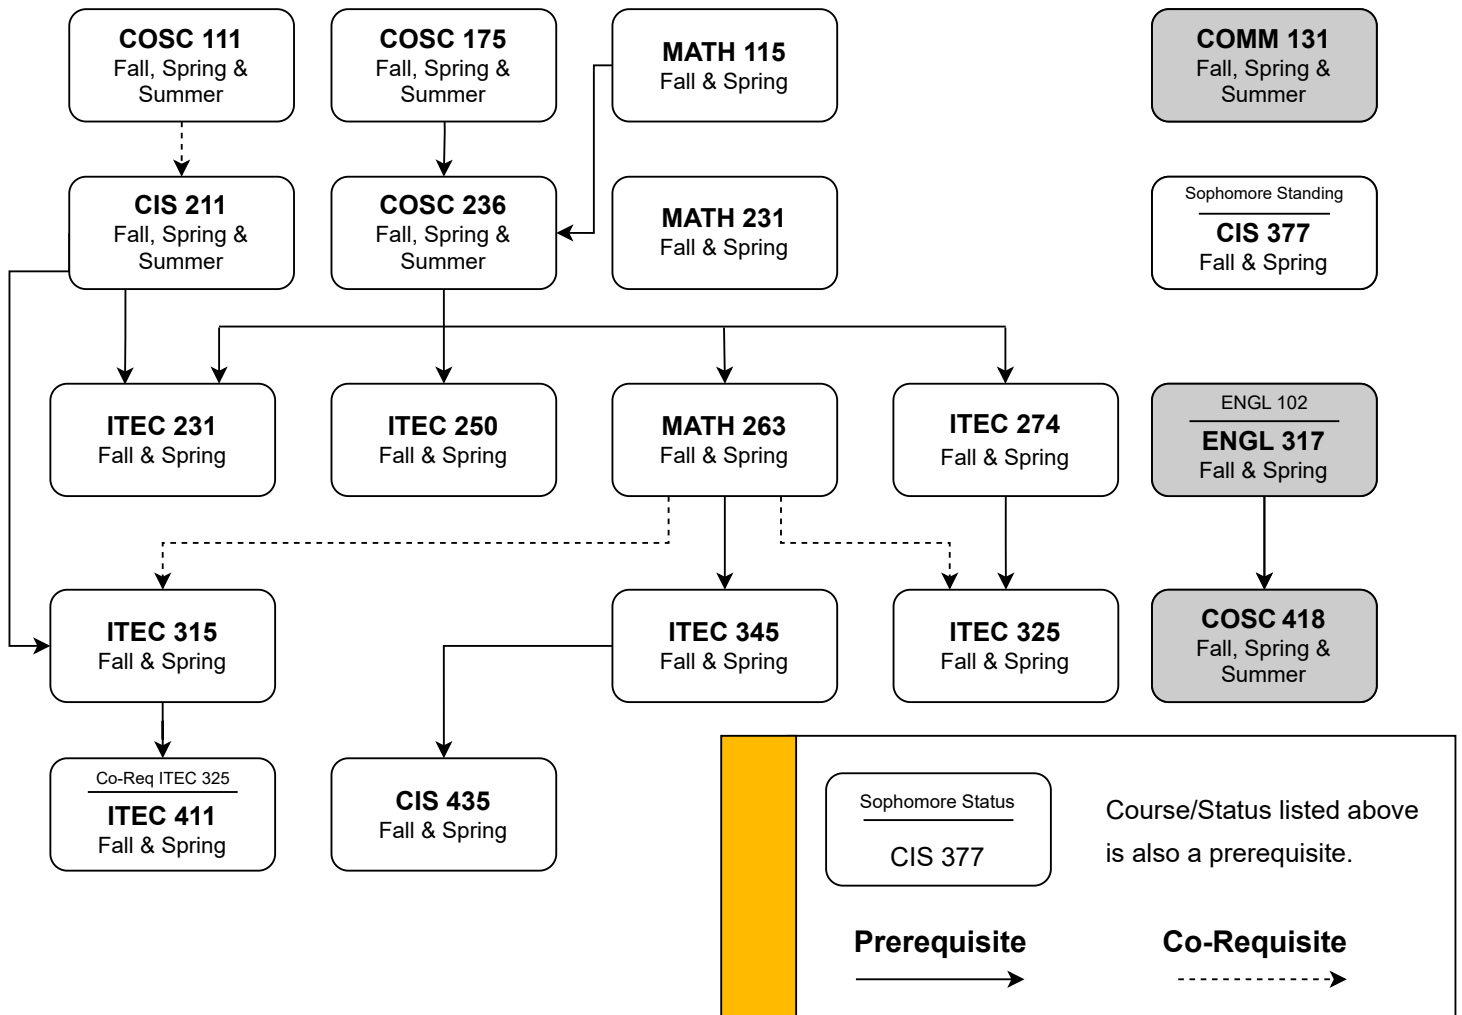 COSC 111
Fall, Spring &
Summer
COSC 175
Fall, Spring &
Summer
MATH 115
Fall & Spring
COMM 131
Fall, Spring &
Summer
CIS 211
Fall, Spring &
Summer
COSC 236
Fall, Spring &
Summer
MATH 231
Fall & Spring
Sophomore Standing
CIS 377
Fall & Spring
ITEC 231
Fall & Spring
ITEC 250
Fall & Spring
MATH 263
Fall & Spring
ITEC 274
Fall & Spring
ENGL 102
ENGL 317
Fall & Spring
ITEC 315
Fall & Spring
ITEC 345
Fall & Spring
ITEC 325
Fall & Spring
COSC 418
Fall, Spring &
Summer
Co-Req ITEC 325
ITEC 411
Fall & Spring
CIS 435
Fall & Spring
Sophomore Status
CIS 377
Course/Status listed above
is also a prerequisite.
Prerequisite
Co-Requisite